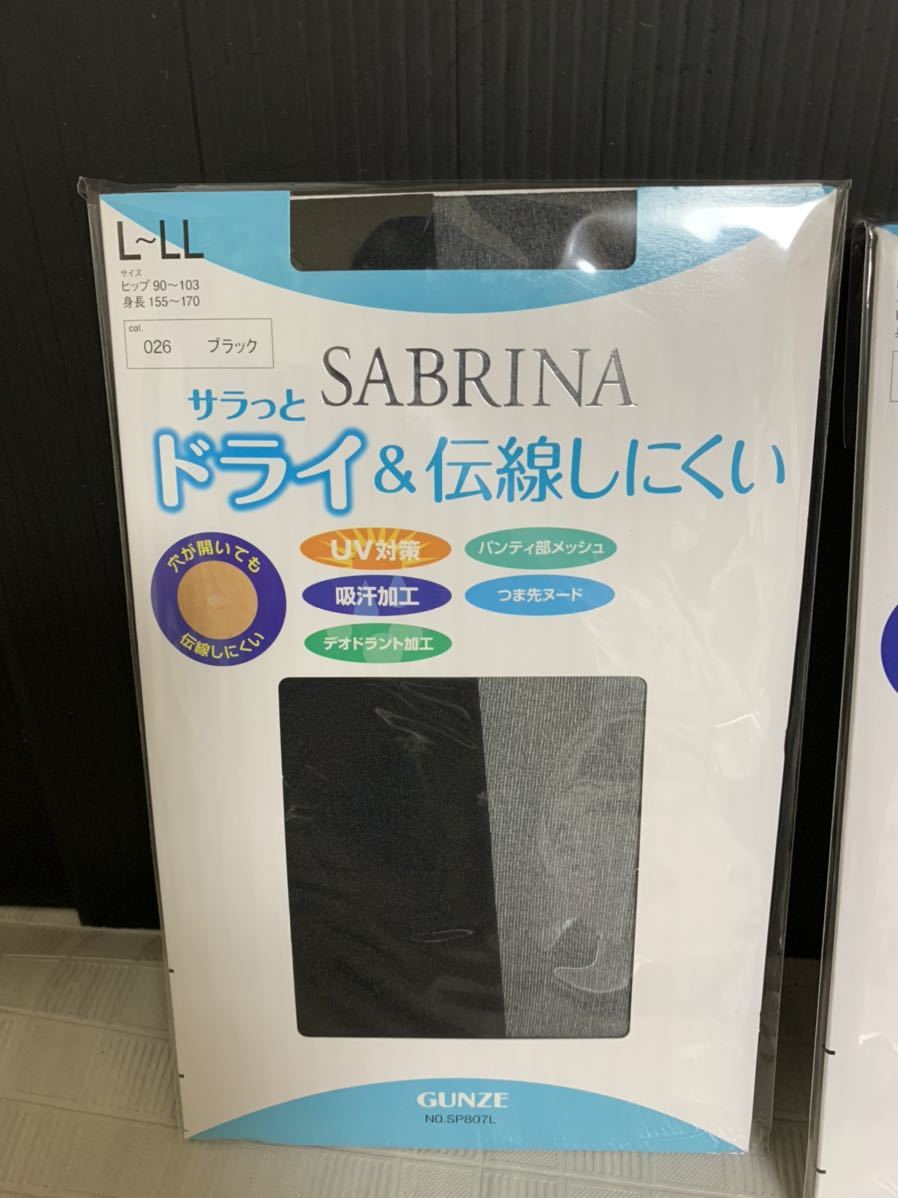 L~LL
サイズ
ヒップ 90~103
身長 155~170
col.
026 ブラック
SABRINA
サラっと
ドライ&伝線しにくい
穴が開いても
伝線しにくい
UV対策
パンティ部メッシュ
吸汗加工
つま先ヌード
デオドラント加工
GUNZE
NO.SP807L